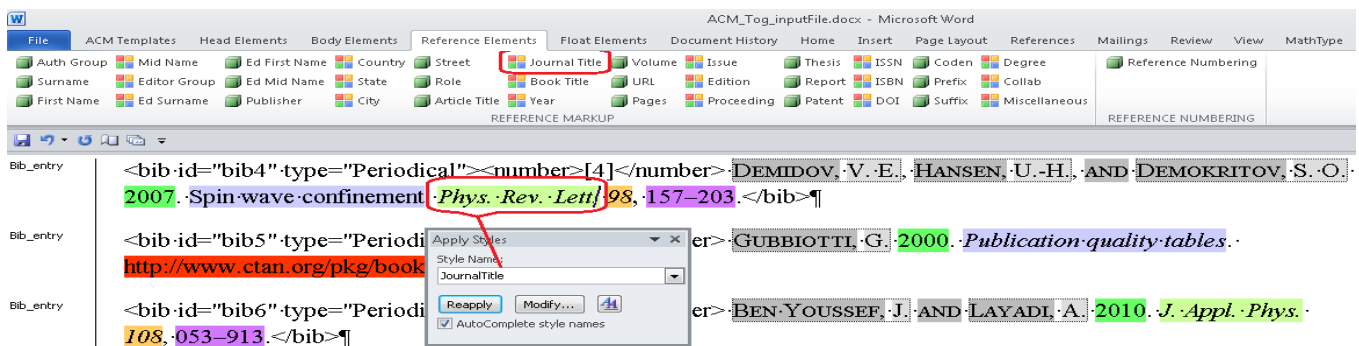 W ACM_Tog_inputFile.docx - Microsoft Word
File ACM Templates Head Elements Body Elements Reference Elements Float Elements Document History Home Insert Page Layout References Mailings Review View MathType
Auth Group Mid Name Ed First Name Country Street Journal Title Volume Issue Thesis ISSN Coden Degree Reference Numbering
Surname Editor Group Ed Mid Name State Role Book Title URL Edition Report ISBN Prefix Collab
First Name Ed Surname Publisher City Article Title Year Pages Proceeding Patent DOI Suffix Miscellaneous
REFERENCE MARKUP REFERENCE NUMBERING
Bib_entry <bib·id="bib4"·type="Periodical"><number>[4]</number>·DEMIDOV,·V.·E.,·HANSEN,·U.-H.,·AND·DEMOKRITOV,·S.·O.·
2007.·Spin·wave·confinement.·Phys.·Rev.·Lett.·98,·157–203.</bib>¶
Bib_entry <bib·id="bib5"·type="Periodi er>·GUBBIOTTI,·G.·2000.·Publication·quality·tables.·
http://www.ctan.org/pkg/book
Apply Styles
Style Name:
JournalTitle
Reapply Modify...
AutoComplete style names
Bib_entry <bib·id="bib6"·type="Periodi er>·BEN·YOUSSEF,·J.·AND·LAYADI,·A.·2010.·J.·Appl.·Phys.·
108,·053–913.</bib>¶